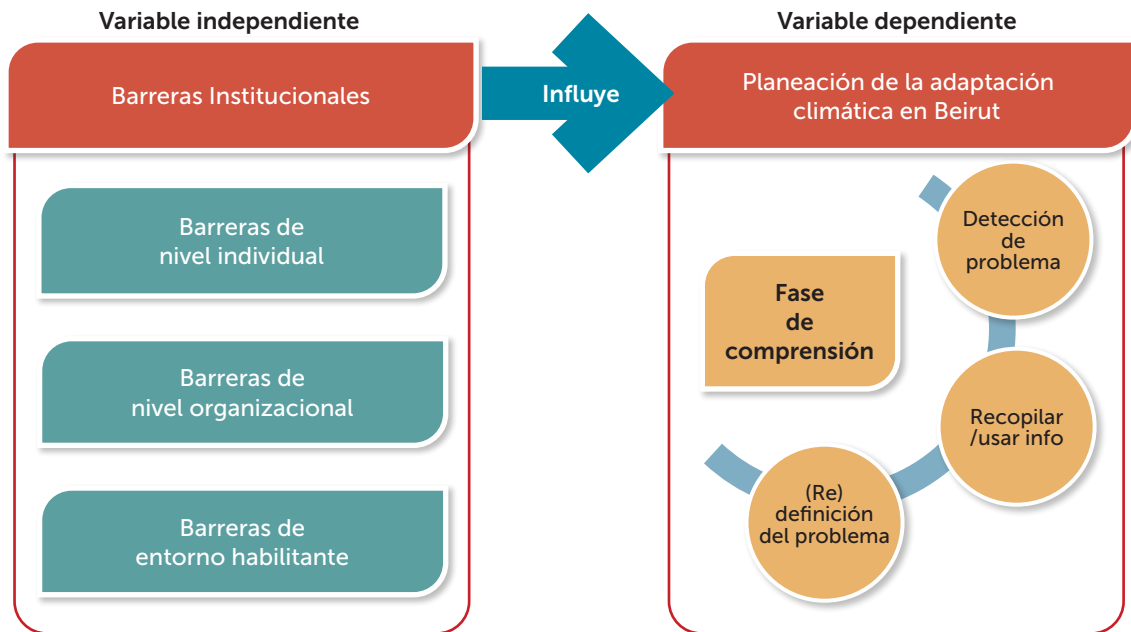 Variable independiente
Barreras Institucionales
Barreras de
nivel individual
Barreras de
nivel organizacional
Barreras de
entorno habilitante
Influye
Variable dependiente
Planeación de la adaptación
climática en Beirut
Fase
de
comprensión
Detección
de
problema
Recopilar
/usar info
(Re)
definición
del problema